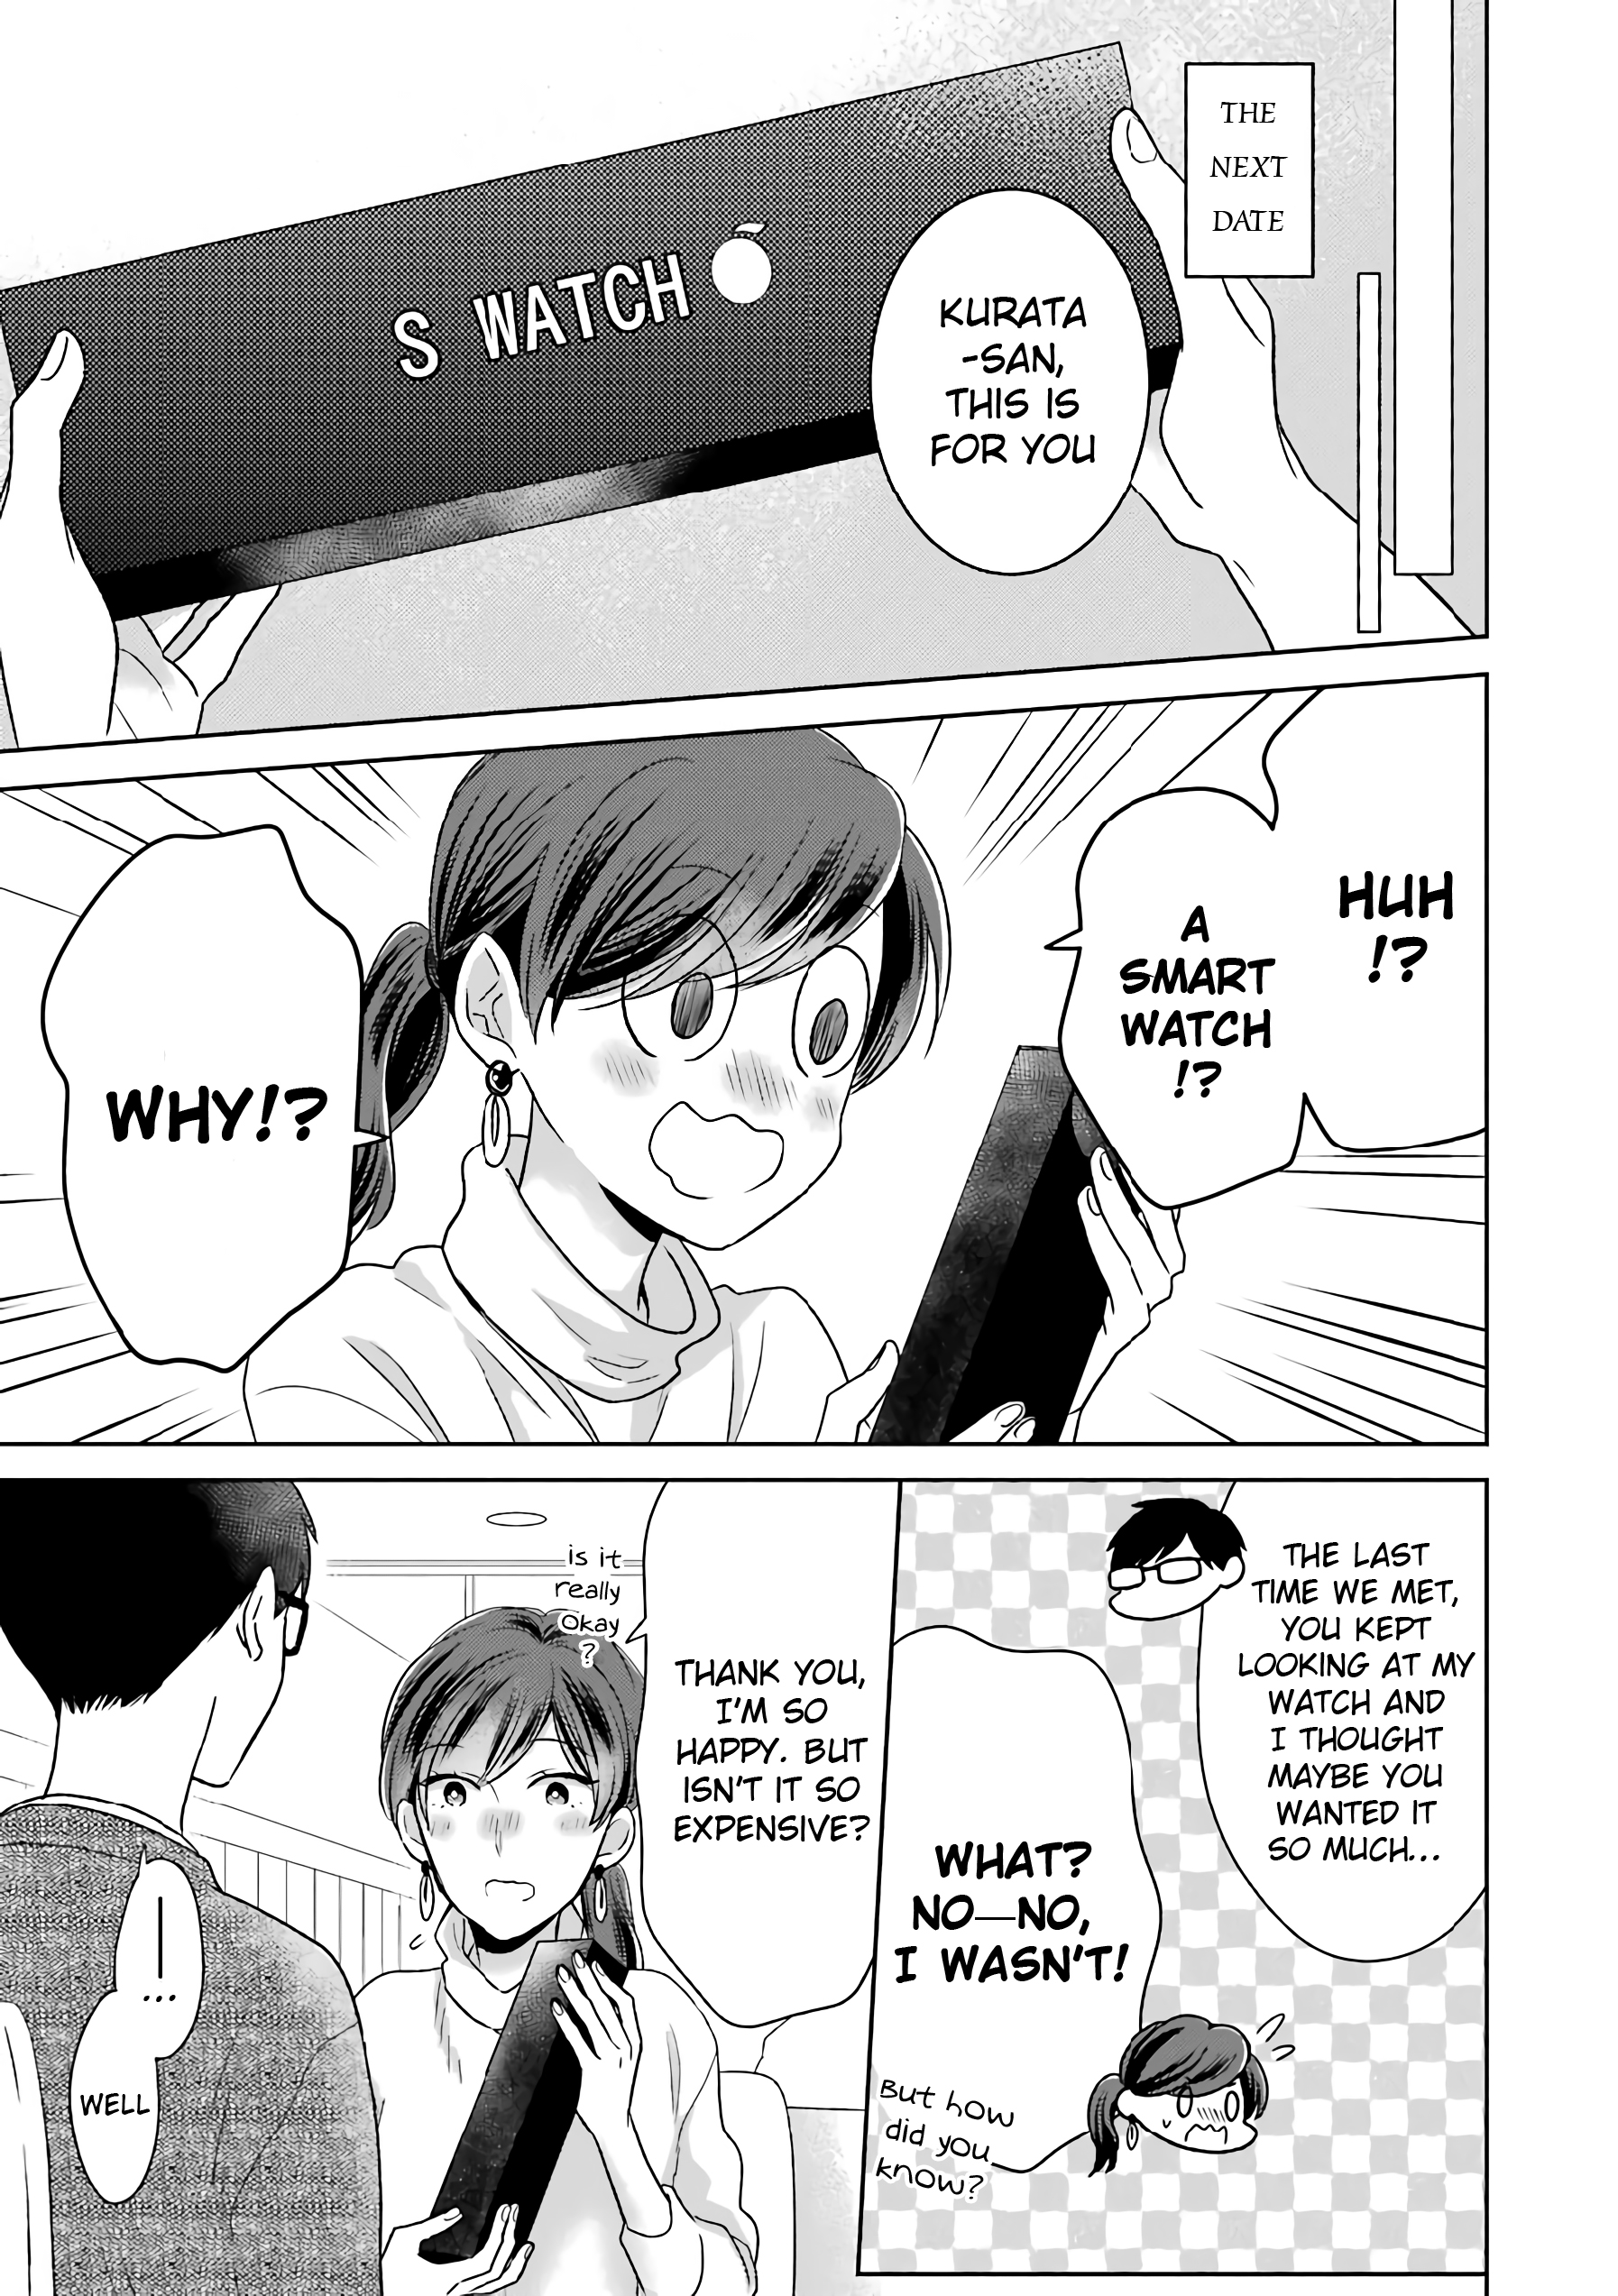 THE
NEXT
DATE
S WATCH
KURATA
-SAN,
THIS IS
FOR YOU
HUH
!?
A
SMART
WATCH
!?
WHY!?
THE LAST
TIME WE MET,
YOU KEPT
LOOKING AT MY
WATCH AND
I THOUGHT
MAYBE YOU
WANTED IT
SO MUCH...
WHAT?
NO—NO,
I WASN'T!
But how
did you
know?
THANK YOU,
I'M SO
HAPPY. BUT
ISN'T IT SO
EXPENSIVE?
is it
really
okay
?
I
...
WELL